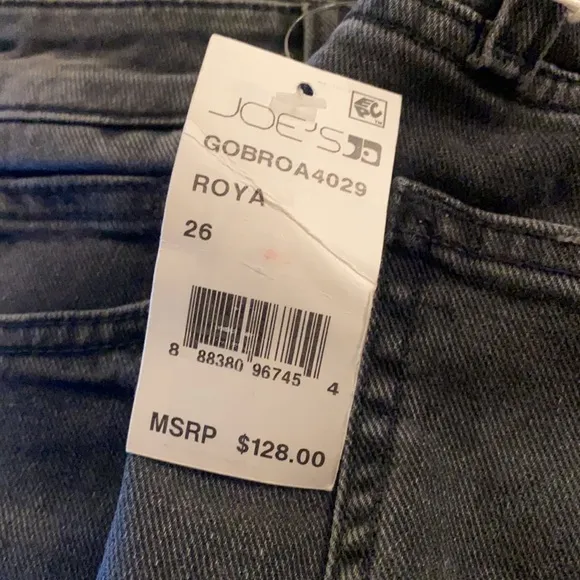 JOE'S
GOBROA4029
ROYA
26
8 88380 96745 4
MSRP $128.00